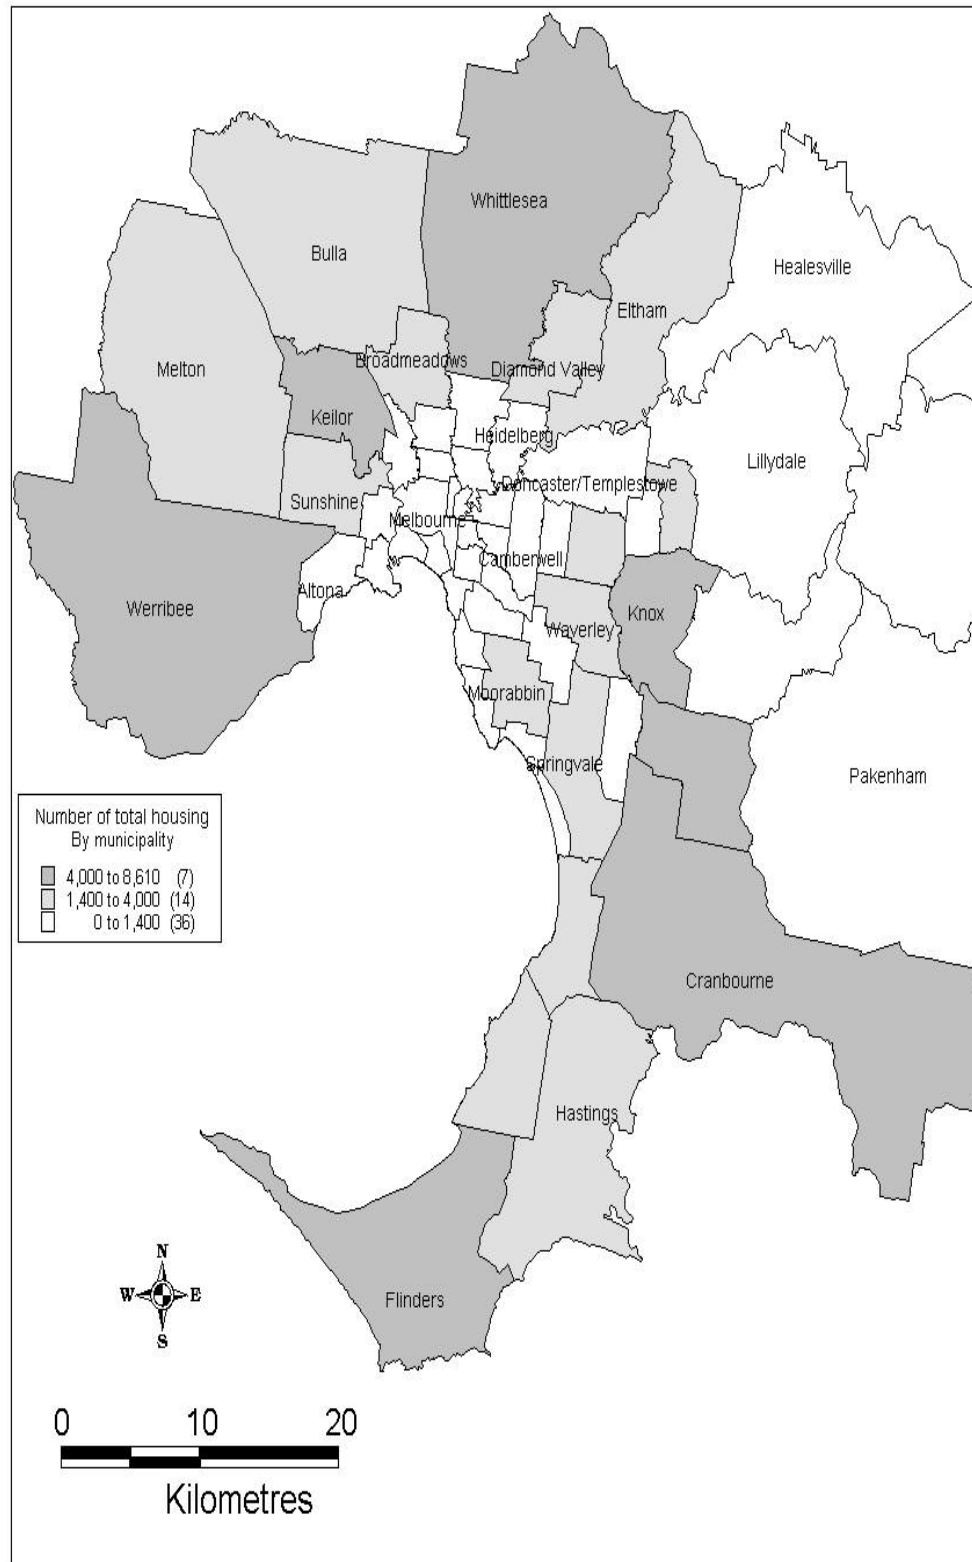 Whittlesea
Bulla
Healesville
Eltham
Broadmeadows
Melton
Diamond Valley
Keilor
Heidelberg
Lillydale
Doncaster/Templestowe
Sunshine
Melbourne
Camberwell
Altona
Werribee
Knox
Waverley
Moorabbin
Springvale
Pakenham
Number of total housing
By municipality
4,000 to 8,610 (7)
1,400 to 4,000 (14)
0 to 1,400 (36)
Cranbourne
Hastings
N
W E
S
Flinders
0 10 20
Kilometres